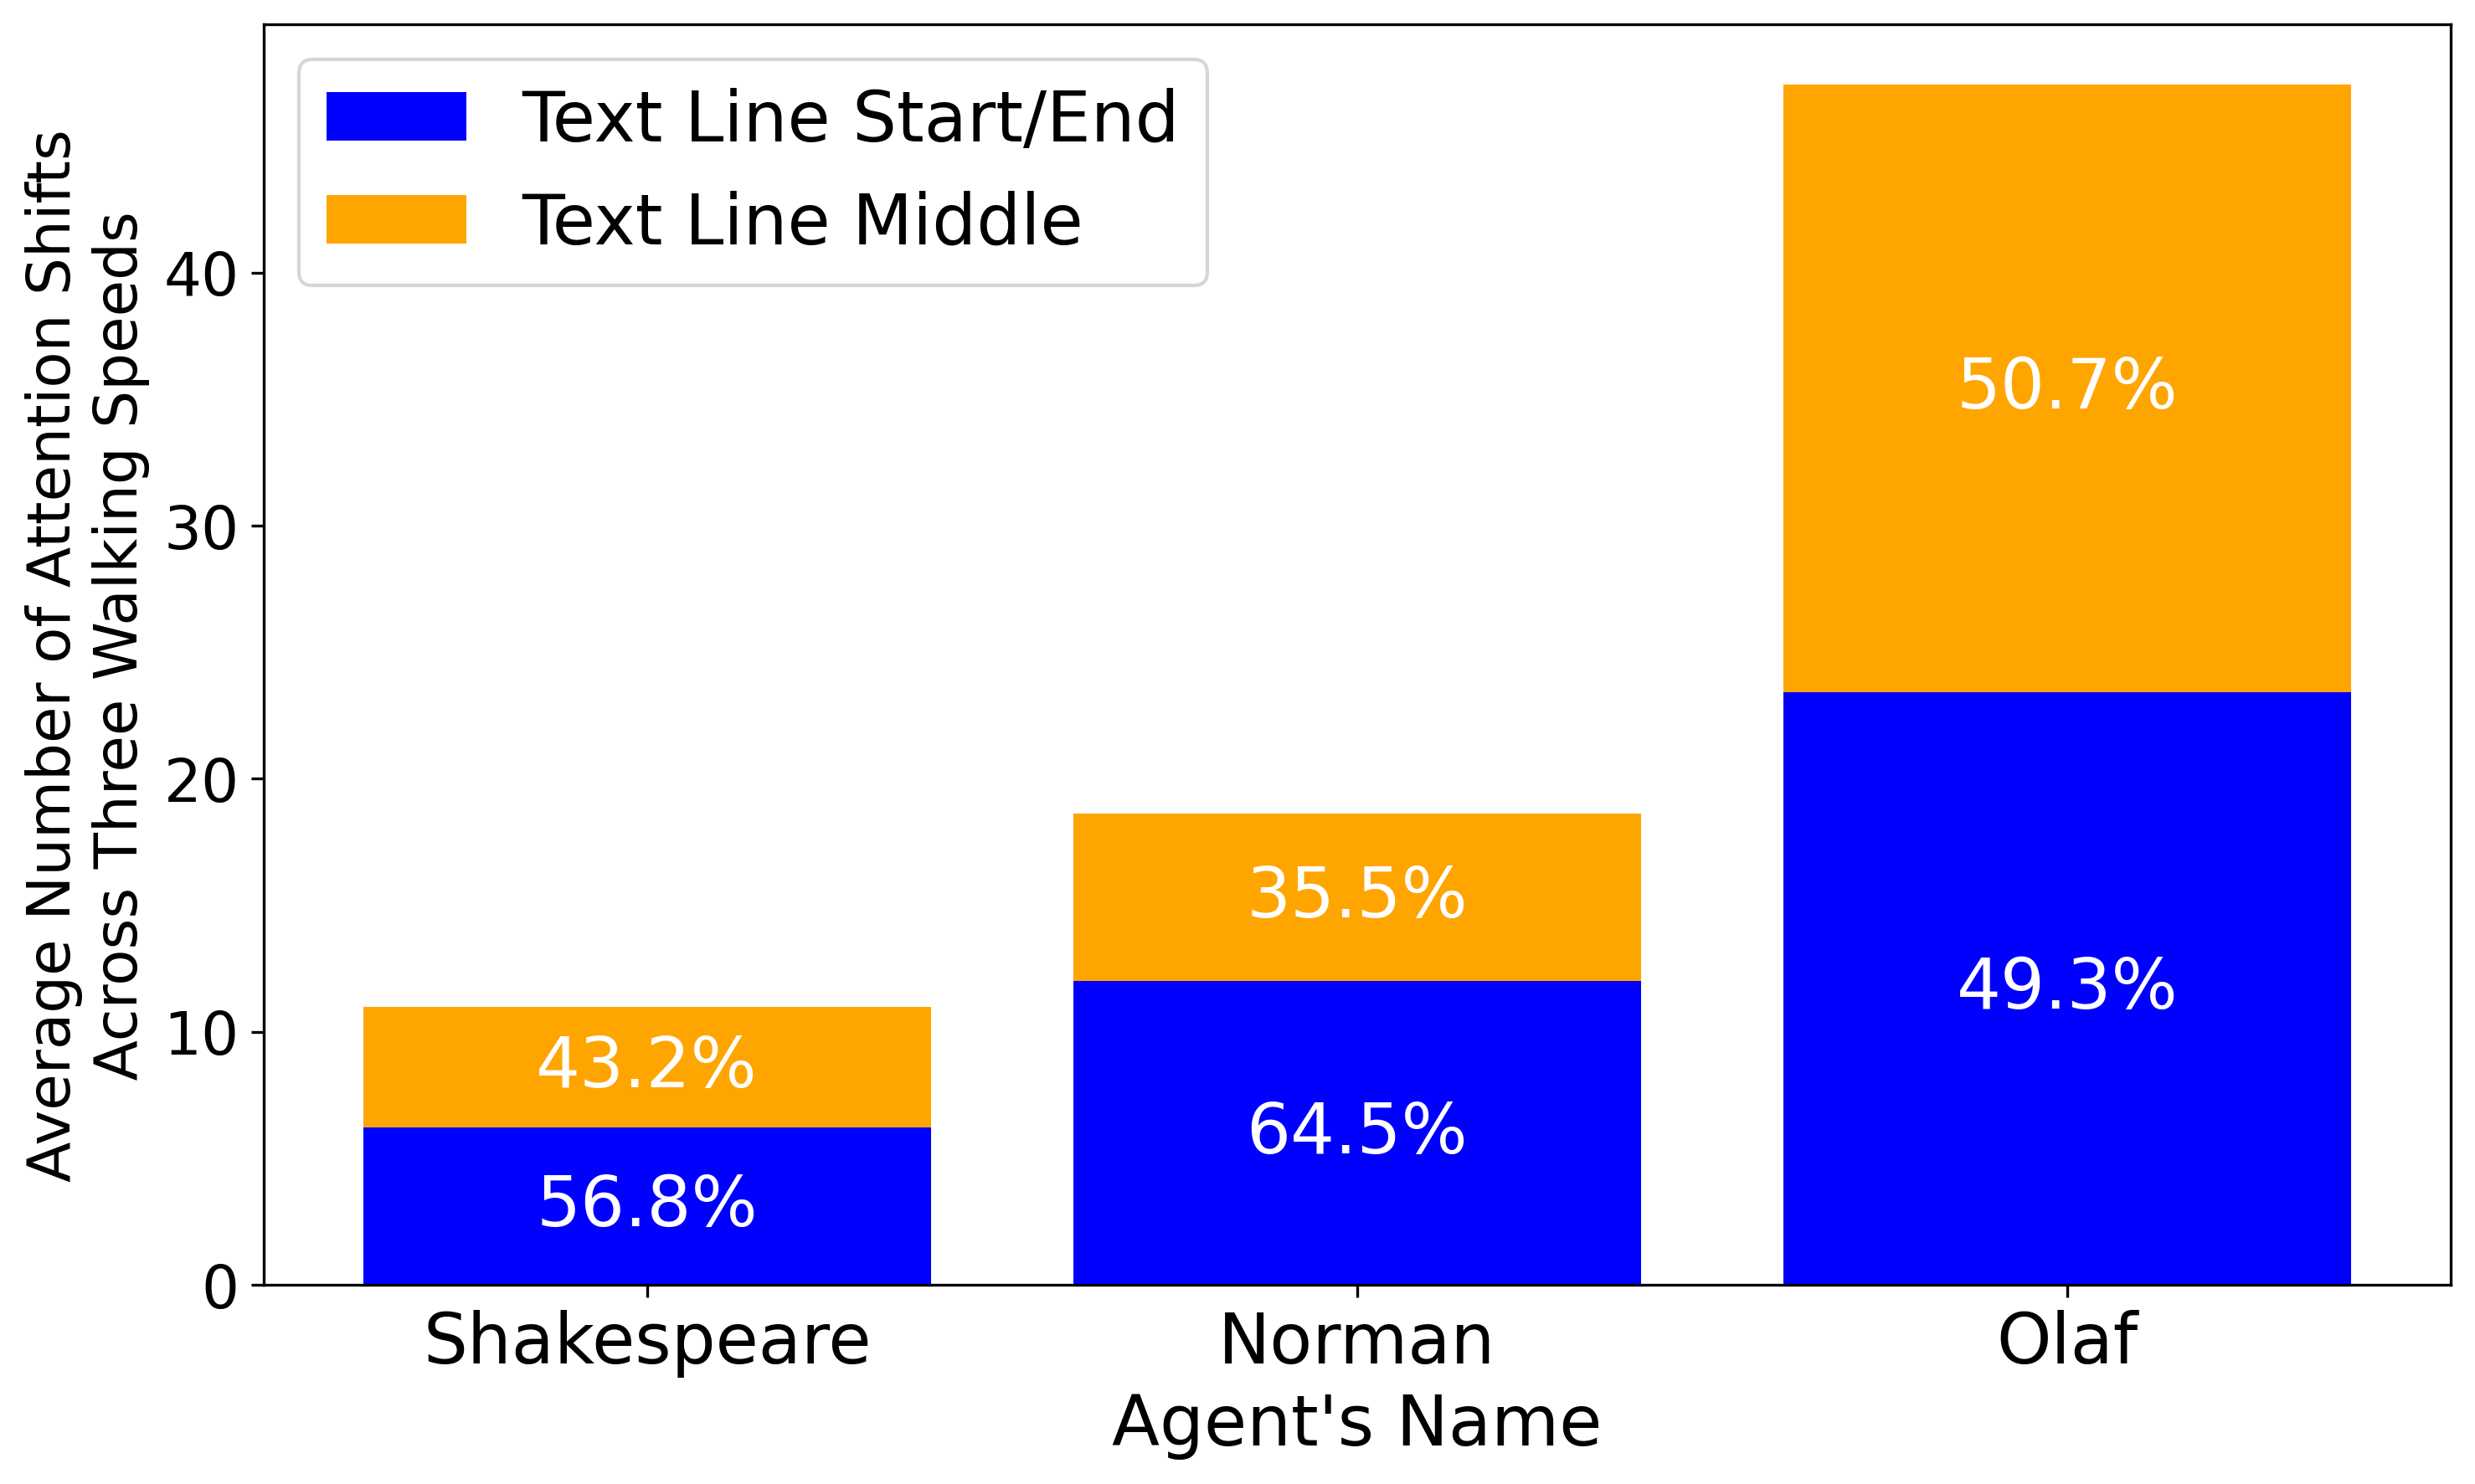 Average Number of Attention Shifts
Across Three Walking Speeds
Text Line Start/End
Text Line Middle
40
30
20
10
0
43.2%
56.8%
35.5%
64.5%
50.7%
49.3%
Shakespeare
Norman
Olaf
Agent's Name